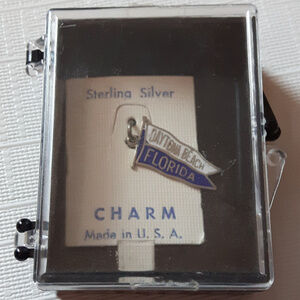 Sterling Silver
DAYTONA BEACH
FLORIDA
CHARM
Made in U. S. A.